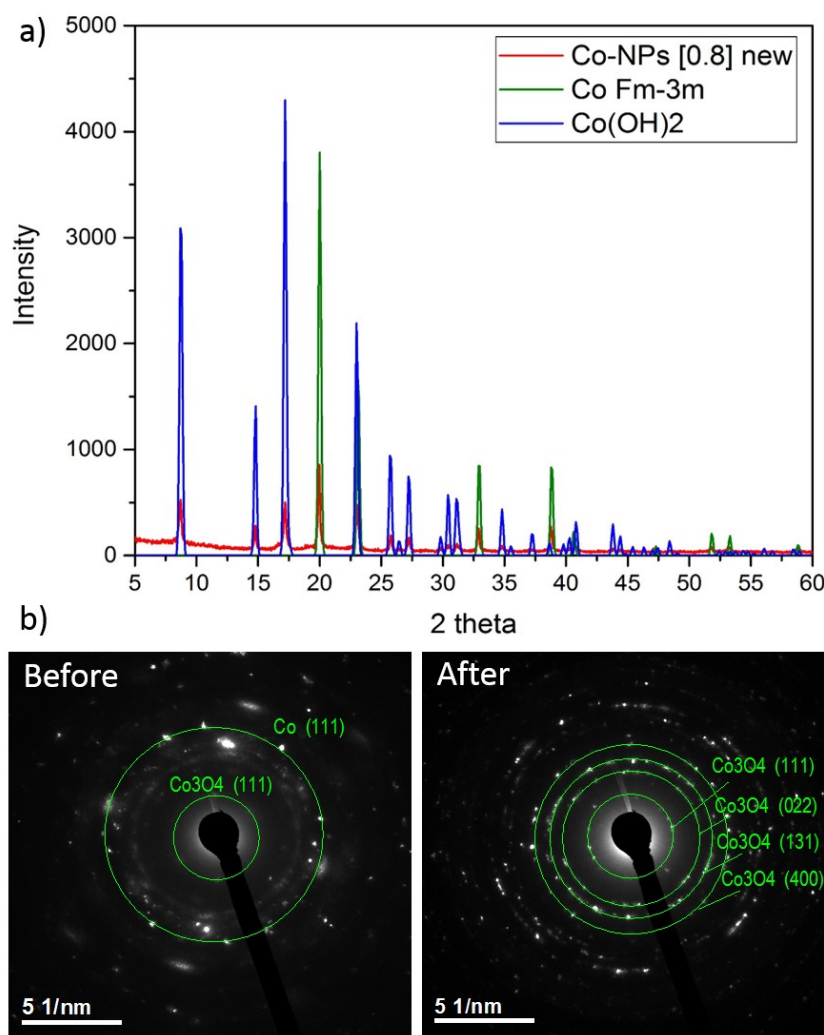 a)
5000
4000
3000
2000
1000
0
Intensity
Co-NPs [0.8] new
Co Fm-3m
Co(OH)2
5 10 15 20 25 30 35 40 45 50 55 60
2 theta
b)
Before
Co (111)
Co3O4 (111)
5 1/nm
After
Co3O4 (111)
Co3O4 (022)
Co3O4 (131)
Co3O4 (400)
5 1/nm